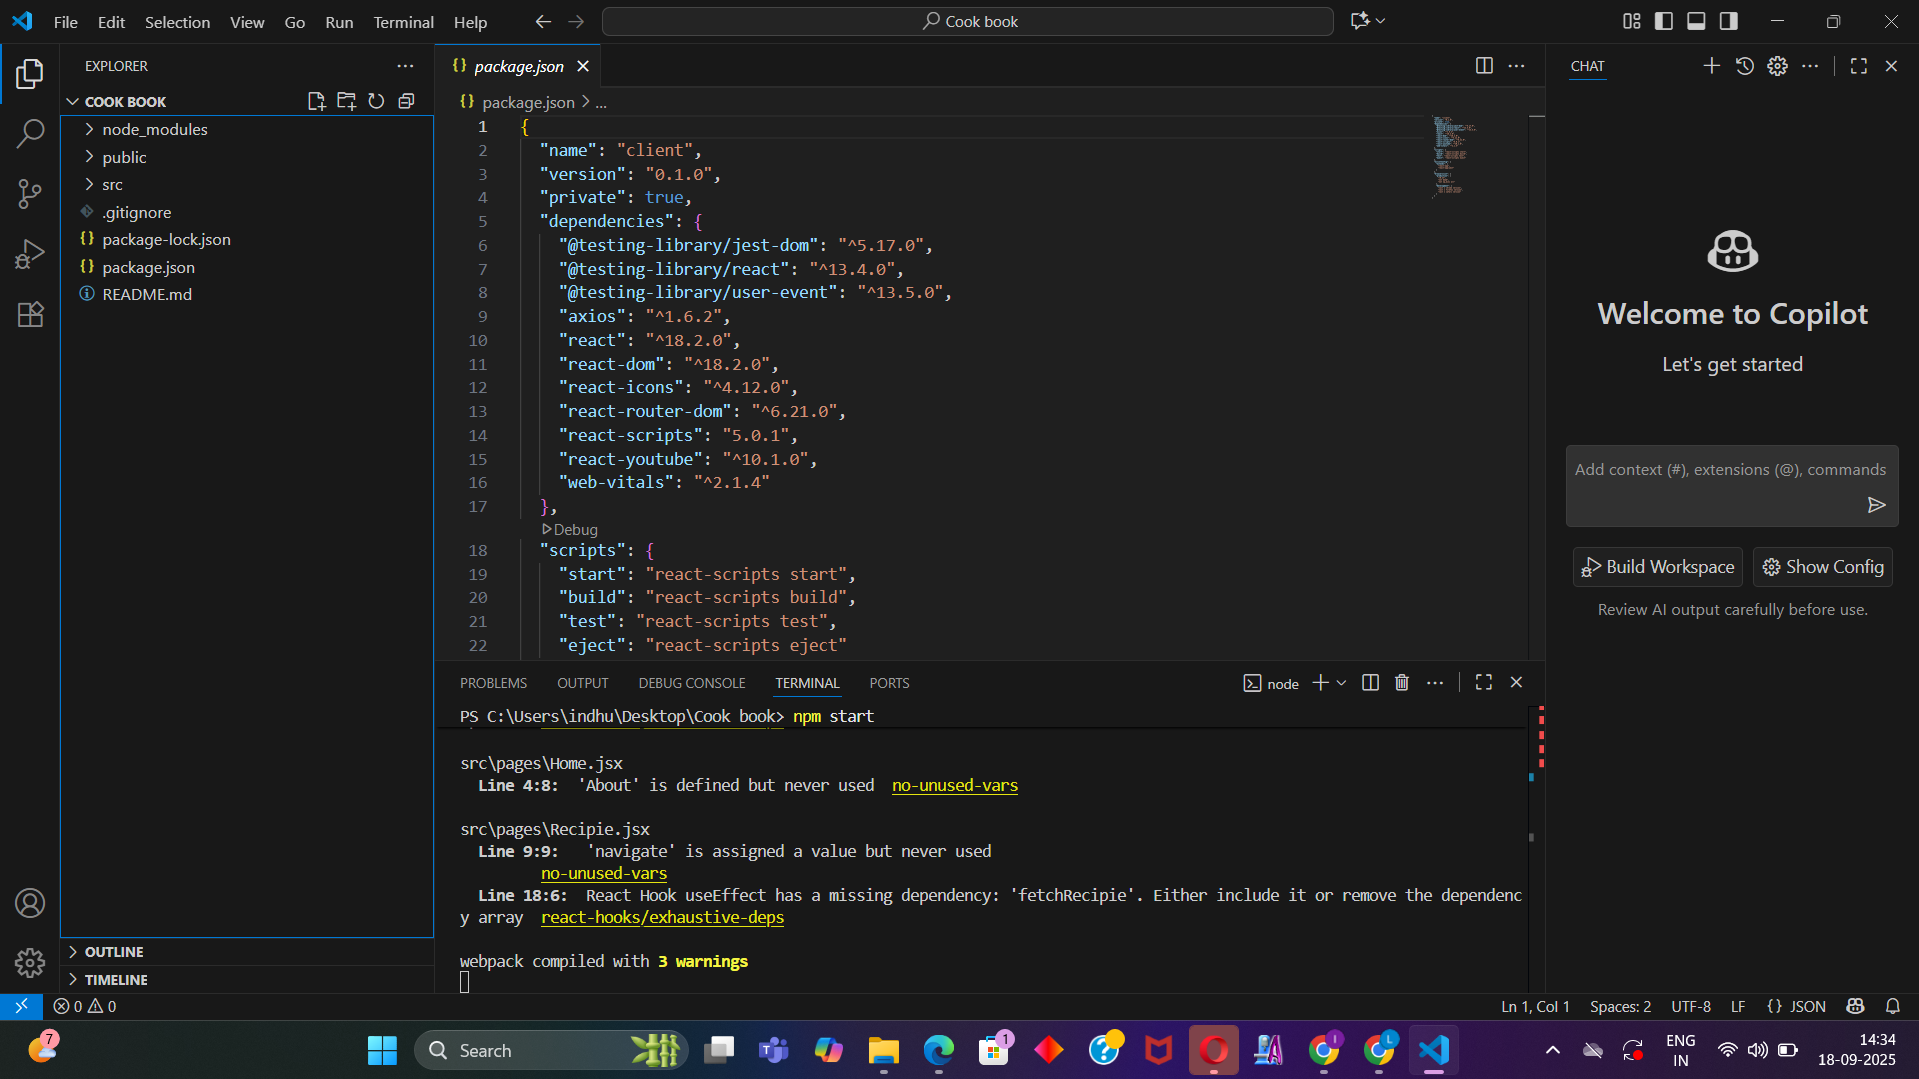 File Edit Selection View Go Run Terminal Help
Cook book
EXPLORER
COOK BOOK
node_modules
public
src
.gitignore
package-lock.json
package.json
README.md
OUTLINE
TIMELINE
package.json
package.json > ...
1 {
2 "name": "client",
3 "version": "0.1.0",
4 "private": true,
5 "dependencies": {
6 "@testing-library/jest-dom": "^5.17.0",
7 "@testing-library/react": "^13.4.0",
8 "@testing-library/user-event": "^13.5.0",
9 "axios": "^1.6.2",
10 "react": "^18.2.0",
11 "react-dom": "^18.2.0",
12 "react-icons": "^4.12.0",
13 "react-router-dom": "^6.21.0",
14 "react-scripts": "5.0.1",
15 "react-youtube": "^10.1.0",
16 "web-vitals": "^2.1.4"
17 },
Debug
18 "scripts": {
19 "start": "react-scripts start",
20 "build": "react-scripts build",
21 "test": "react-scripts test",
22 "eject": "react-scripts eject"
PROBLEMS OUTPUT DEBUG CONSOLE TERMINAL PORTS
node
PS C:\Users\indhu\Desktop\Cook book> npm start
src\pages\Home.jsx
Line 4:8: 'About' is defined but never used no-unused-vars
src\pages\Recipie.jsx
Line 9:9: 'navigate' is assigned a value but never used
no-unused-vars
Line 18:6: React Hook useEffect has a missing dependency: 'fetchRecipie'. Either include it or remove the dependenc
y array react-hooks/exhaustive-deps
webpack compiled with 3 warnings
CHAT
Welcome to Copilot
Let's get started
Add context (#), extensions (@), commands
Build Workspace
Show Config
Review AI output carefully before use.
0 0
Ln 1, Col 1 Spaces: 2 UTF-8 LF {} JSON
7
Search
1
I
L
ENG
IN
14:34
18-09-2025